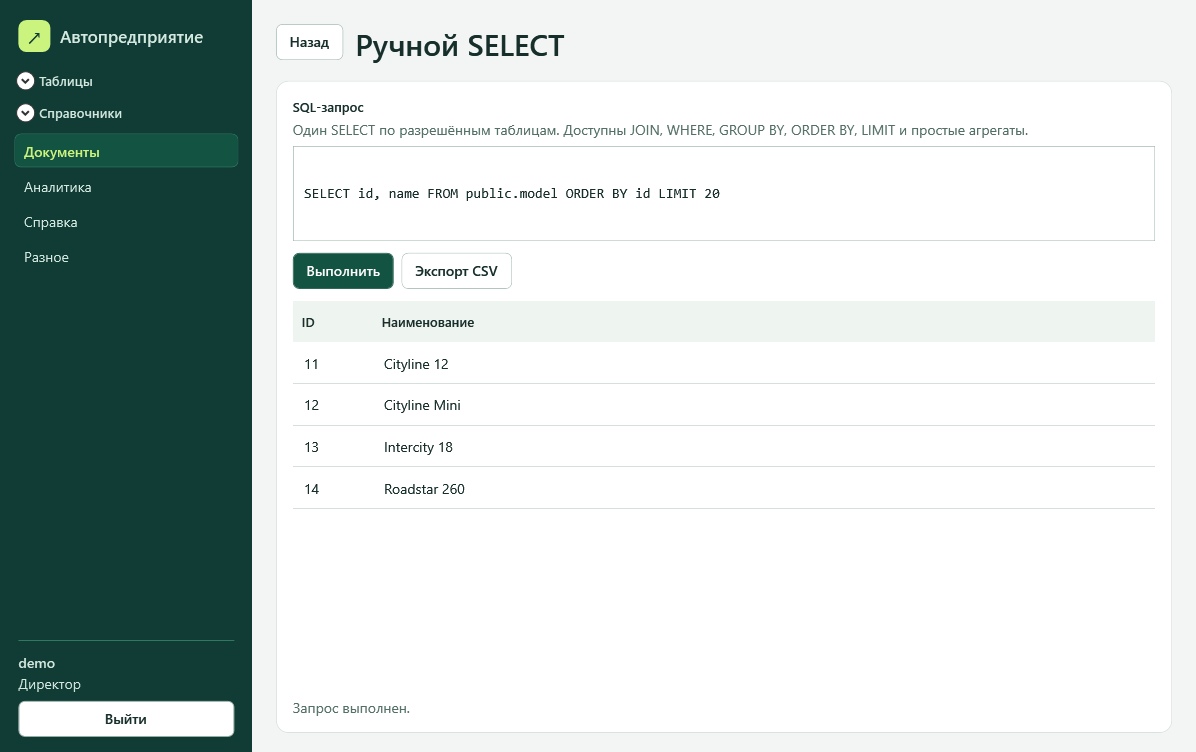 Автопредприятие
Таблицы
Справочники
Документы
Аналитика
Справка
Разное
demo
Директор
Выйти
Назад
Ручной SELECT
SQL-запрос
Один SELECT по разрешённым таблицам. Доступны JOIN, WHERE, GROUP BY, ORDER BY, LIMIT и простые агрегаты.
SELECT id, name FROM public.model ORDER BY id LIMIT 20
Выполнить Экспорт CSV
ID Наименование
11 Cityline 12
12 Cityline Mini
13 Intercity 18
14 Roadstar 260
Запрос выполнен.